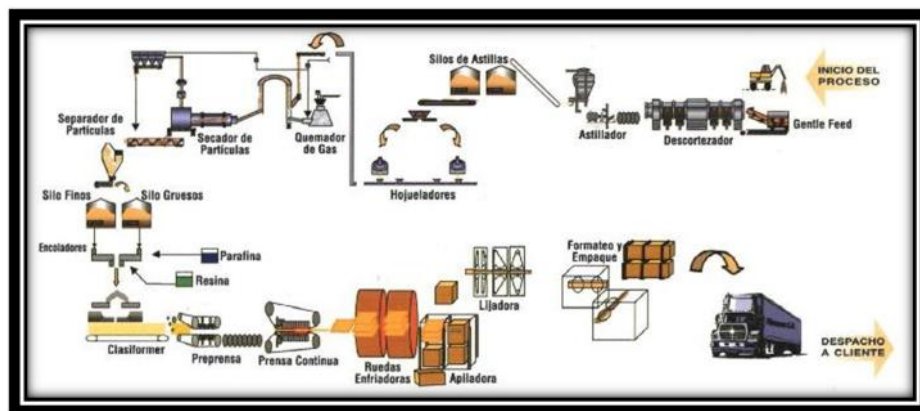 INICIO DEL
PROCESO
Gentle Feed
Descortezador
Astillador
Silos de Astillas
Hojueladores
Quemador
de Gas
Secador de
Partículas
Separador de
Partículas
Silo Finos
Silo Gruesos
Encoladores
Parafina
Resina
Clasiformer
Preprensa
Prensa Continua
Ruedas
Enfriadoras
Apiladora
Lijadora
Formateo y
Empaque
DESPACHO
A CLIENTE